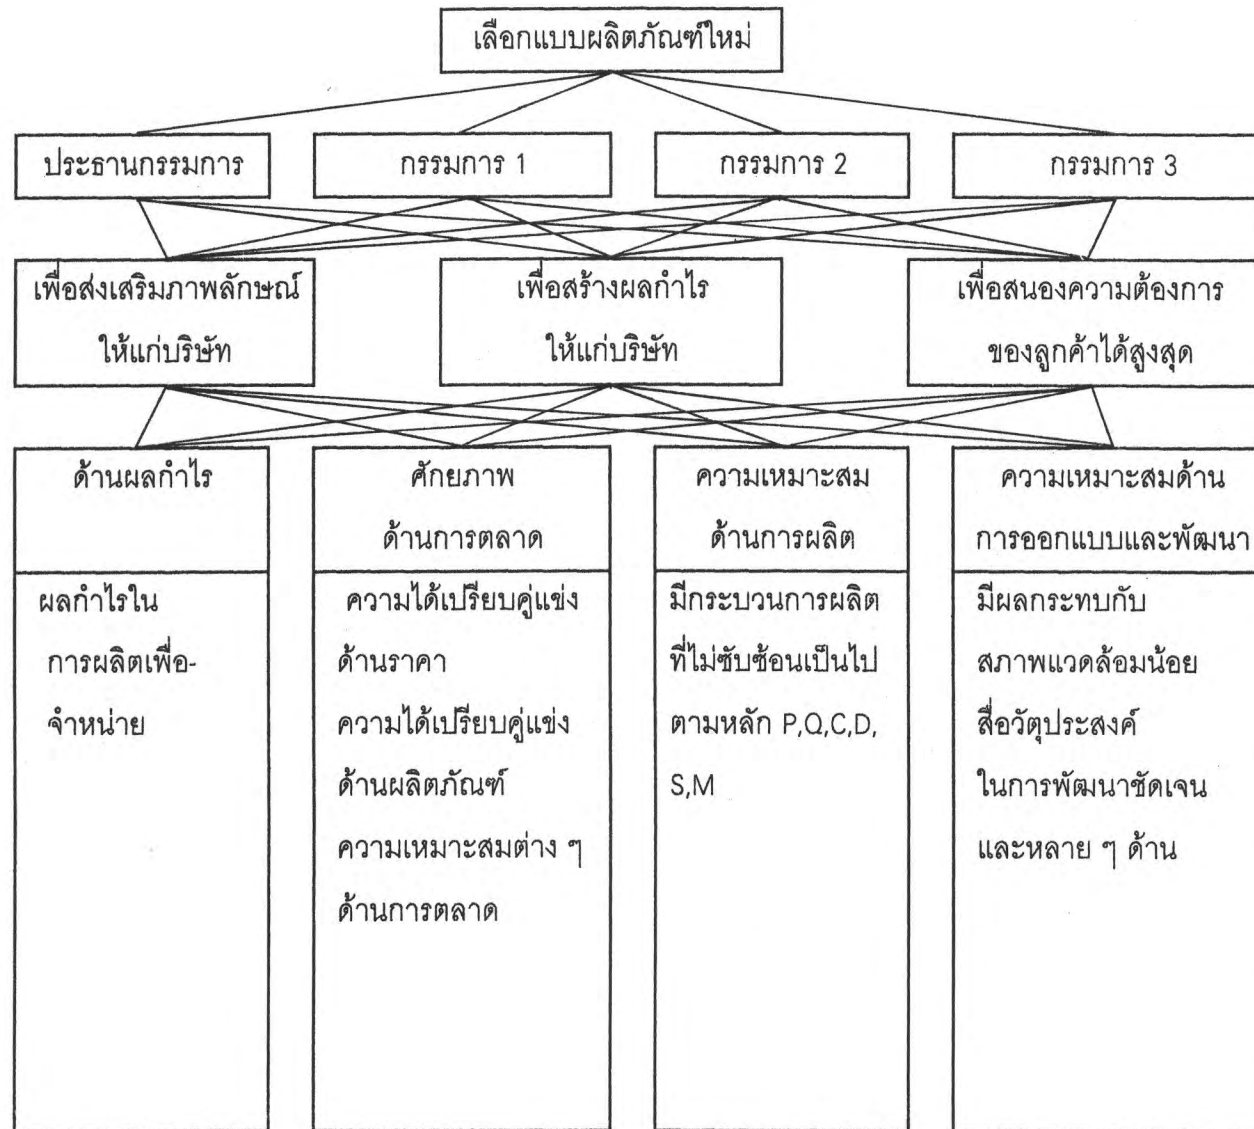 เลือกแบบผลิตภัณฑ์ใหม่
ประธานกรรมการ
กรรมการ 1
กรรมการ 2
กรรมการ 3
เพื่อส่งเสริมภาพลักษณ์
ให้แก่บริษัท
เพื่อสร้างผลกำไร
ให้แก่บริษัท
เพื่อสนองความต้องการ
ของลูกค้าได้สูงสุด
ด้านผลกำไร
ศักยภาพ
ด้านการตลาด
ความเหมาะสม
ด้านการผลิต
ความเหมาะสมด้าน
การออกแบบและพัฒนา
ผลกำไรใน
การผลิตเพื่อ-
จำหน่าย
ความได้เปรียบคู่แข่ง
ด้านราคา
ความได้เปรียบคู่แข่ง
ด้านผลิตภัณฑ์
ความเหมาะสมต่าง ๆ
ด้านการตลาด
มีกระบวนการผลิต
ที่ไม่ซับซ้อนเป็นไป
ตามหลัก P,Q,C,D,
S,M
มีผลกระทบกับ
สภาพแวดล้อมน้อย
สื่อวัตุประสงค์
ในการพัฒนาชัดเจน
และหลาย ๆ ด้าน